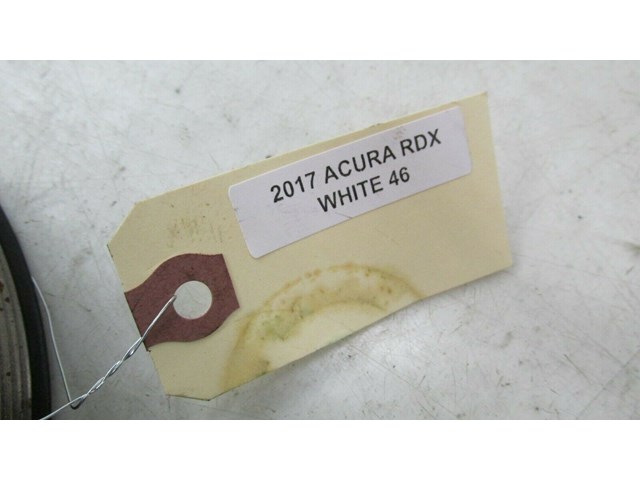 2017 ACURA RDX
WHITE 46